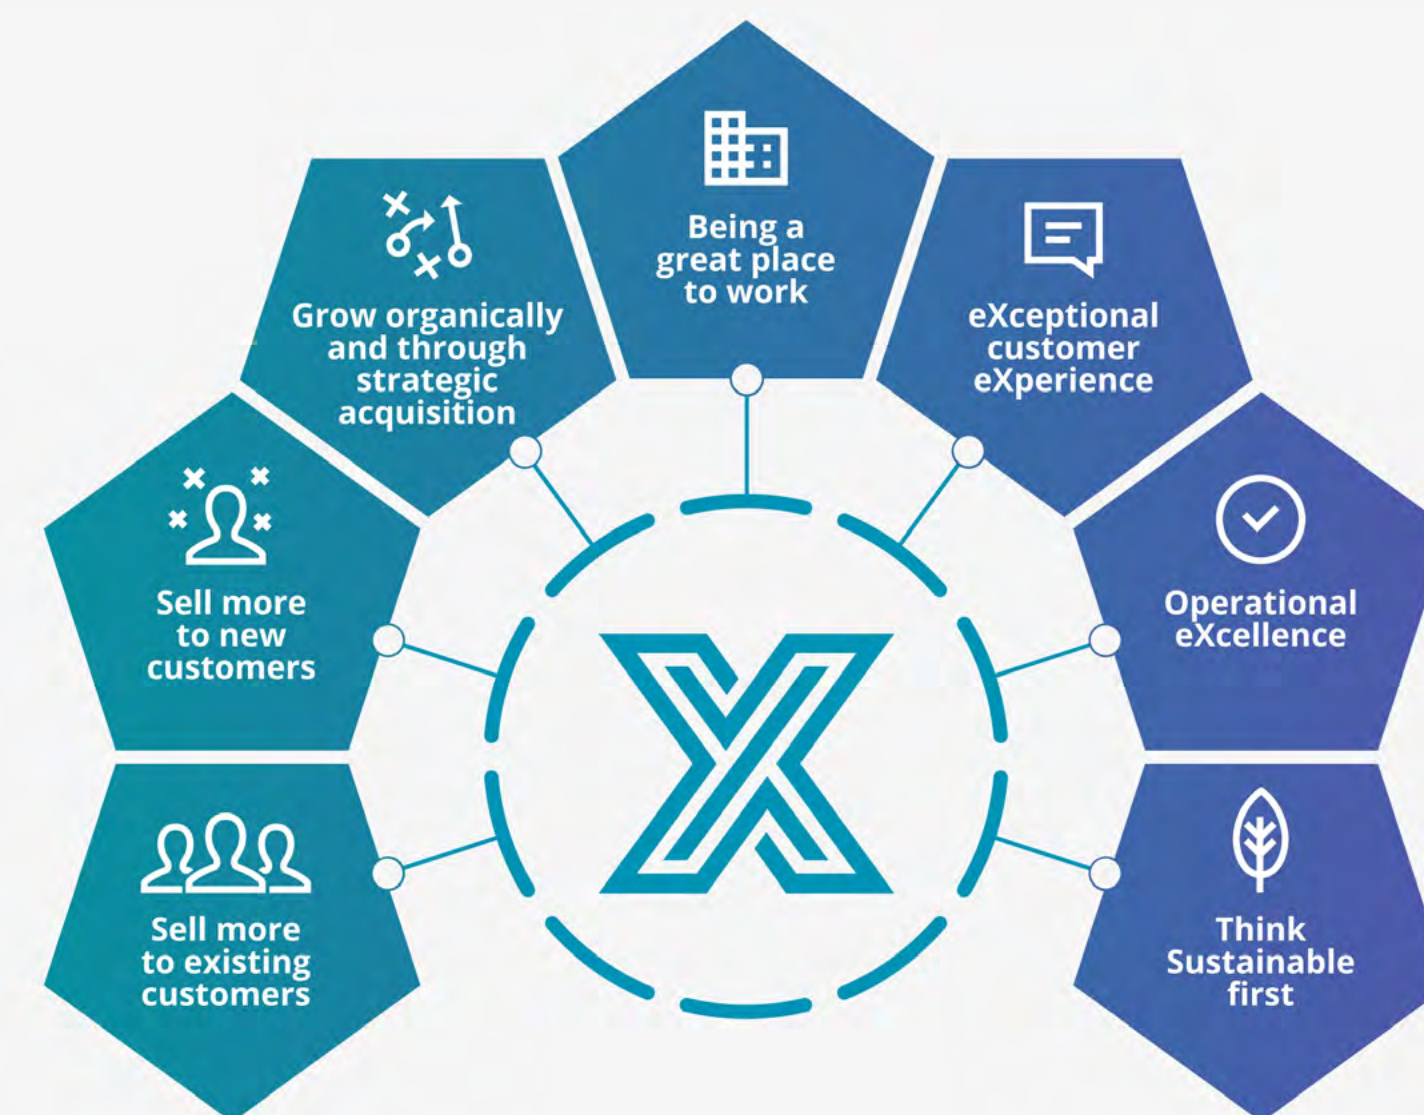 Being a
great place
to work
Grow organically
and through
strategic
acquisition
eXceptional
customer
eXperience
Sell more
to new
customers
Operational
eXcellence
Sell more
to existing
customers
Think
Sustainable
first
X